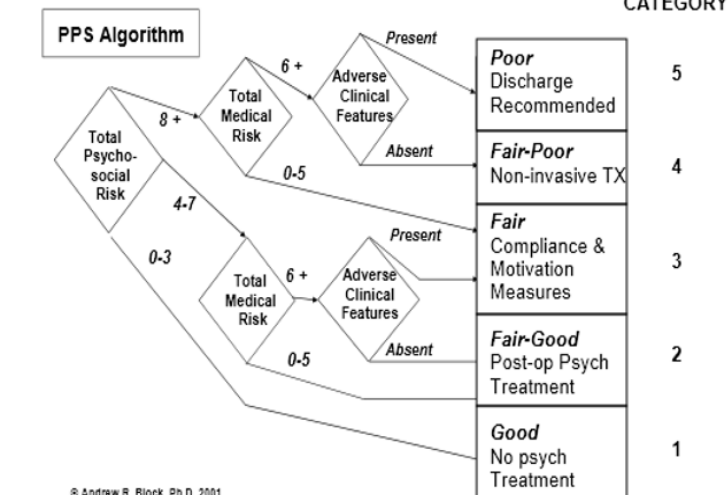 CATEGORY
PPS Algorithm
Present
6 +
Adverse
Clinical
Features
Total
Medical
Risk
8 +
Absent
0-5
Total
Psycho-
social
Risk
4-7
0-3
Present
6 +
Adverse
Clinical
Features
Total
Medical
Risk
Absent
0-5
Poor
Discharge
Recommended
5
Fair-Poor
Non-invasive TX
4
Fair
Compliance &
Motivation
Measures
3
Fair-Good
Post-op Psych
Treatment
2
Good
No psych
Treatment
1
© Andrew R. Block, Ph.D. 2001